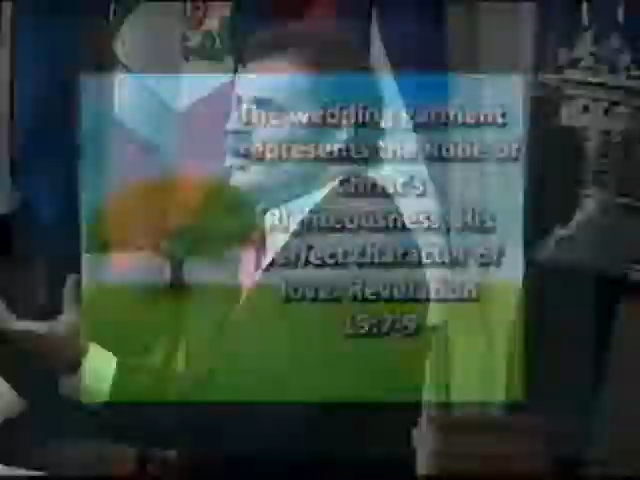 The wedding garment
represents the Robe of
Christ's
Righteousness, His
perfect character of
love. Revelation
19:7-9